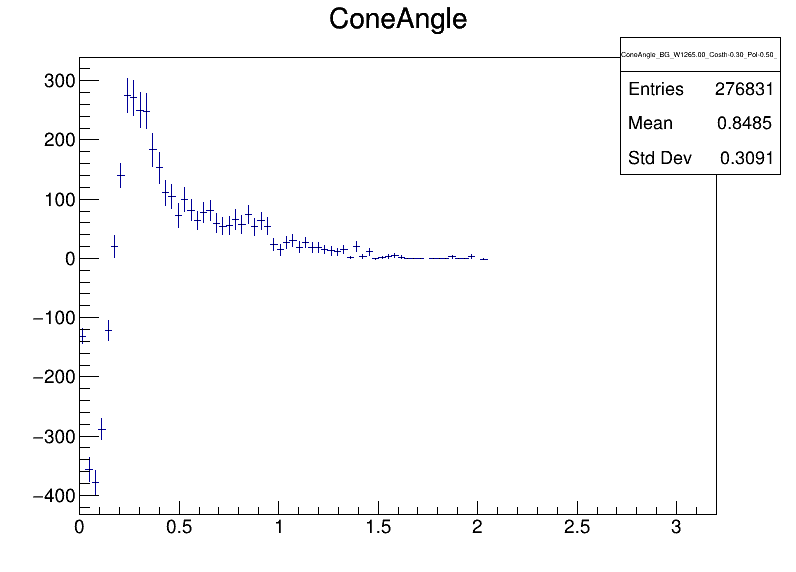 ConeAngle
ConeAngle_BG_W1265.00_Costh-0.30_Pol-0.50_
Entries 276831
Mean 0.8485
Std Dev 0.3091
300
200
100
0
−100
−200
−300
−400
0 0.5 1 1.5 2 2.5 3